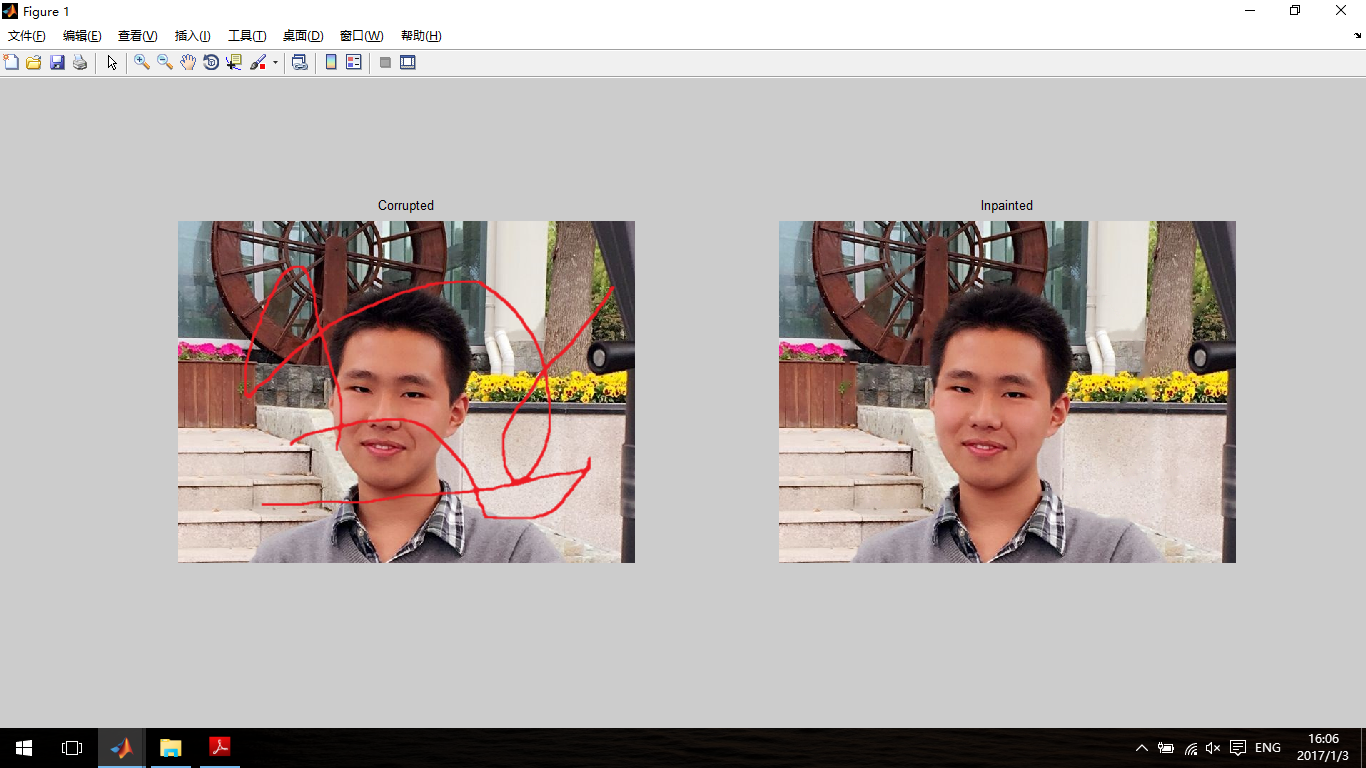 Figure 1
文件(F) 编辑(E) 查看(V) 插入(I) 工具(T) 桌面(D) 窗口(W) 帮助(H)
Corrupted Inpainted
ENG
16:06
2017/1/3